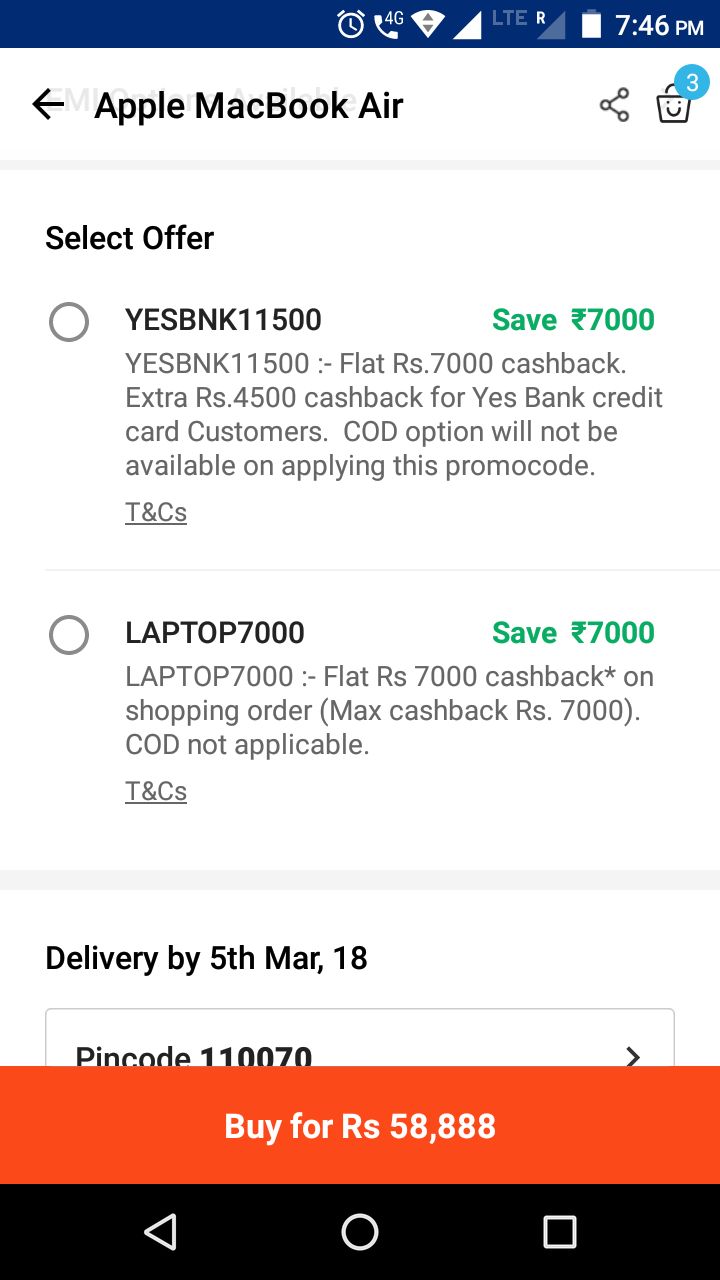 4G LTE R 7:46 PM
EMI Options Available
Apple MacBook Air
3
Select Offer
YESBNK11500 Save ₹7000
YESBNK11500 :- Flat Rs.7000 cashback.
Extra Rs.4500 cashback for Yes Bank credit
card Customers. COD option will not be
available on applying this promocode.
T&Cs
LAPTOP7000 Save ₹7000
LAPTOP7000 :- Flat Rs 7000 cashback* on
shopping order (Max cashback Rs. 7000).
COD not applicable.
T&Cs
Delivery by 5th Mar, 18
Pincode 110070
Buy for Rs 58,888